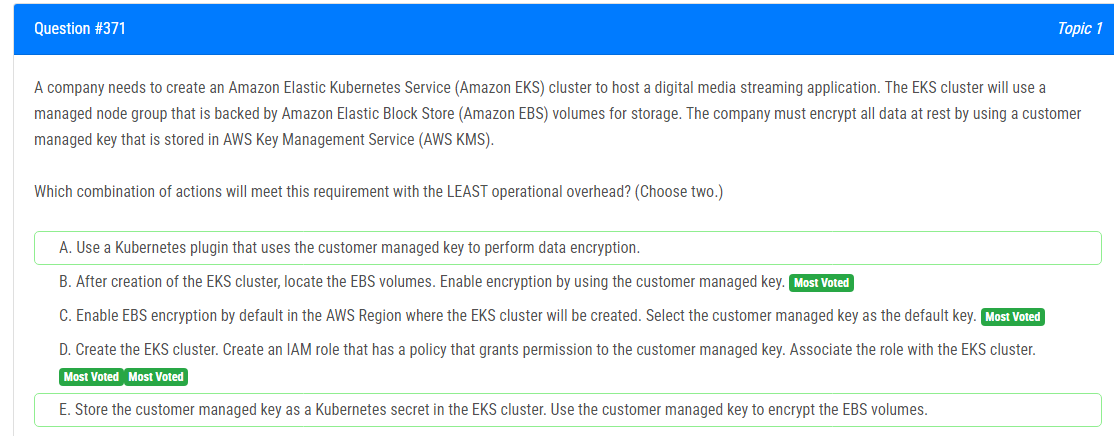 Question #371
Topic 1
A company needs to create an Amazon Elastic Kubernetes Service (Amazon EKS) cluster to host a digital media streaming application. The EKS cluster will use a
managed node group that is backed by Amazon Elastic Block Store (Amazon EBS) volumes for storage. The company must encrypt all data at rest by using a customer
managed key that is stored in AWS Key Management Service (AWS KMS).
Which combination of actions will meet this requirement with the LEAST operational overhead? (Choose two.)
A. Use a Kubernetes plugin that uses the customer managed key to perform data encryption.
B. After creation of the EKS cluster, locate the EBS volumes. Enable encryption by using the customer managed key. Most Voted
C. Enable EBS encryption by default in the AWS Region where the EKS cluster will be created. Select the customer managed key as the default key. Most Voted
D. Create the EKS cluster. Create an IAM role that has a policy that grants permission to the customer managed key. Associate the role with the EKS cluster.
Most Voted Most Voted
E. Store the customer managed key as a Kubernetes secret in the EKS cluster. Use the customer managed key to encrypt the EBS volumes.